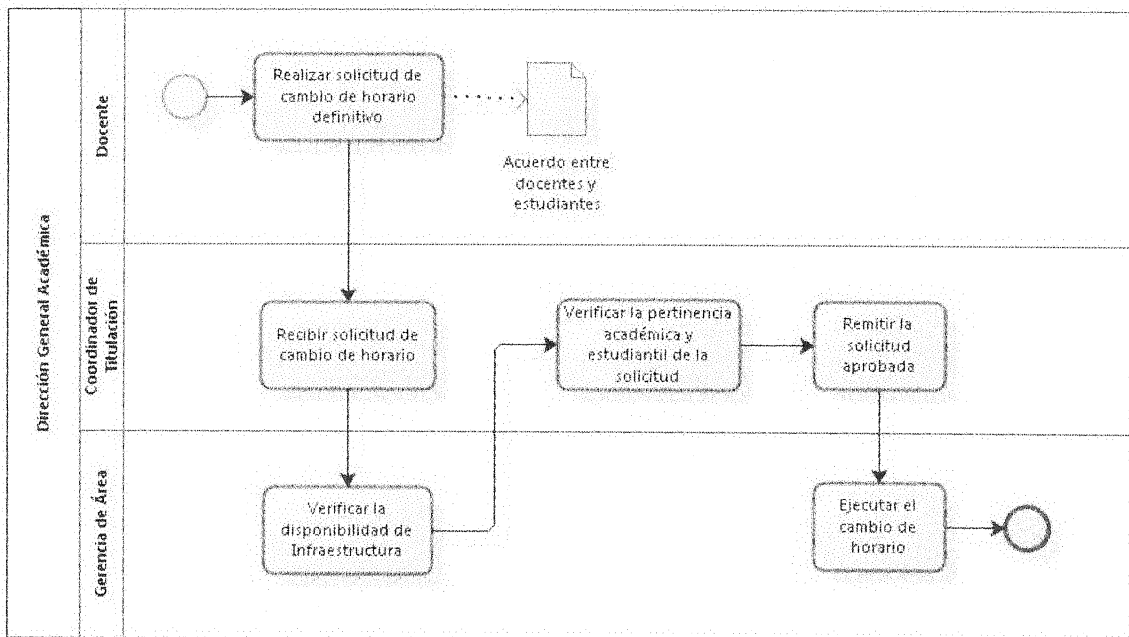 Dirección General Académica
Docente
Realizar solicitud de
cambio de horario
definitivo
Acuerdo entre
docentes y
estudiantes
Coordinador de
Titulación
Recibir solicitud de
cambio de horario
Verificar la pertinencia
académica y
estudiantil de la
solicitud
Remitir la
solicitud
aprobada
Gerencia de Área
Verificar la
disponibilidad de
Infraestructura
Ejecutar el
cambio de
horario